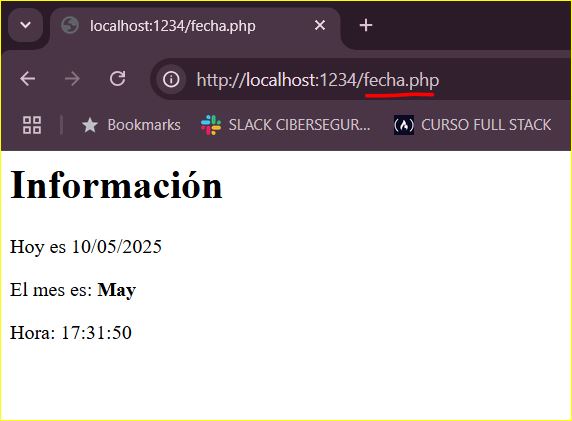 localhost:1234/fecha.php
http://localhost:1234/fecha.php
Bookmarks SLACK CIBERSEGUR... CURSO FULL STACK
Información
Hoy es 10/05/2025
El mes es: May
Hora: 17:31:50